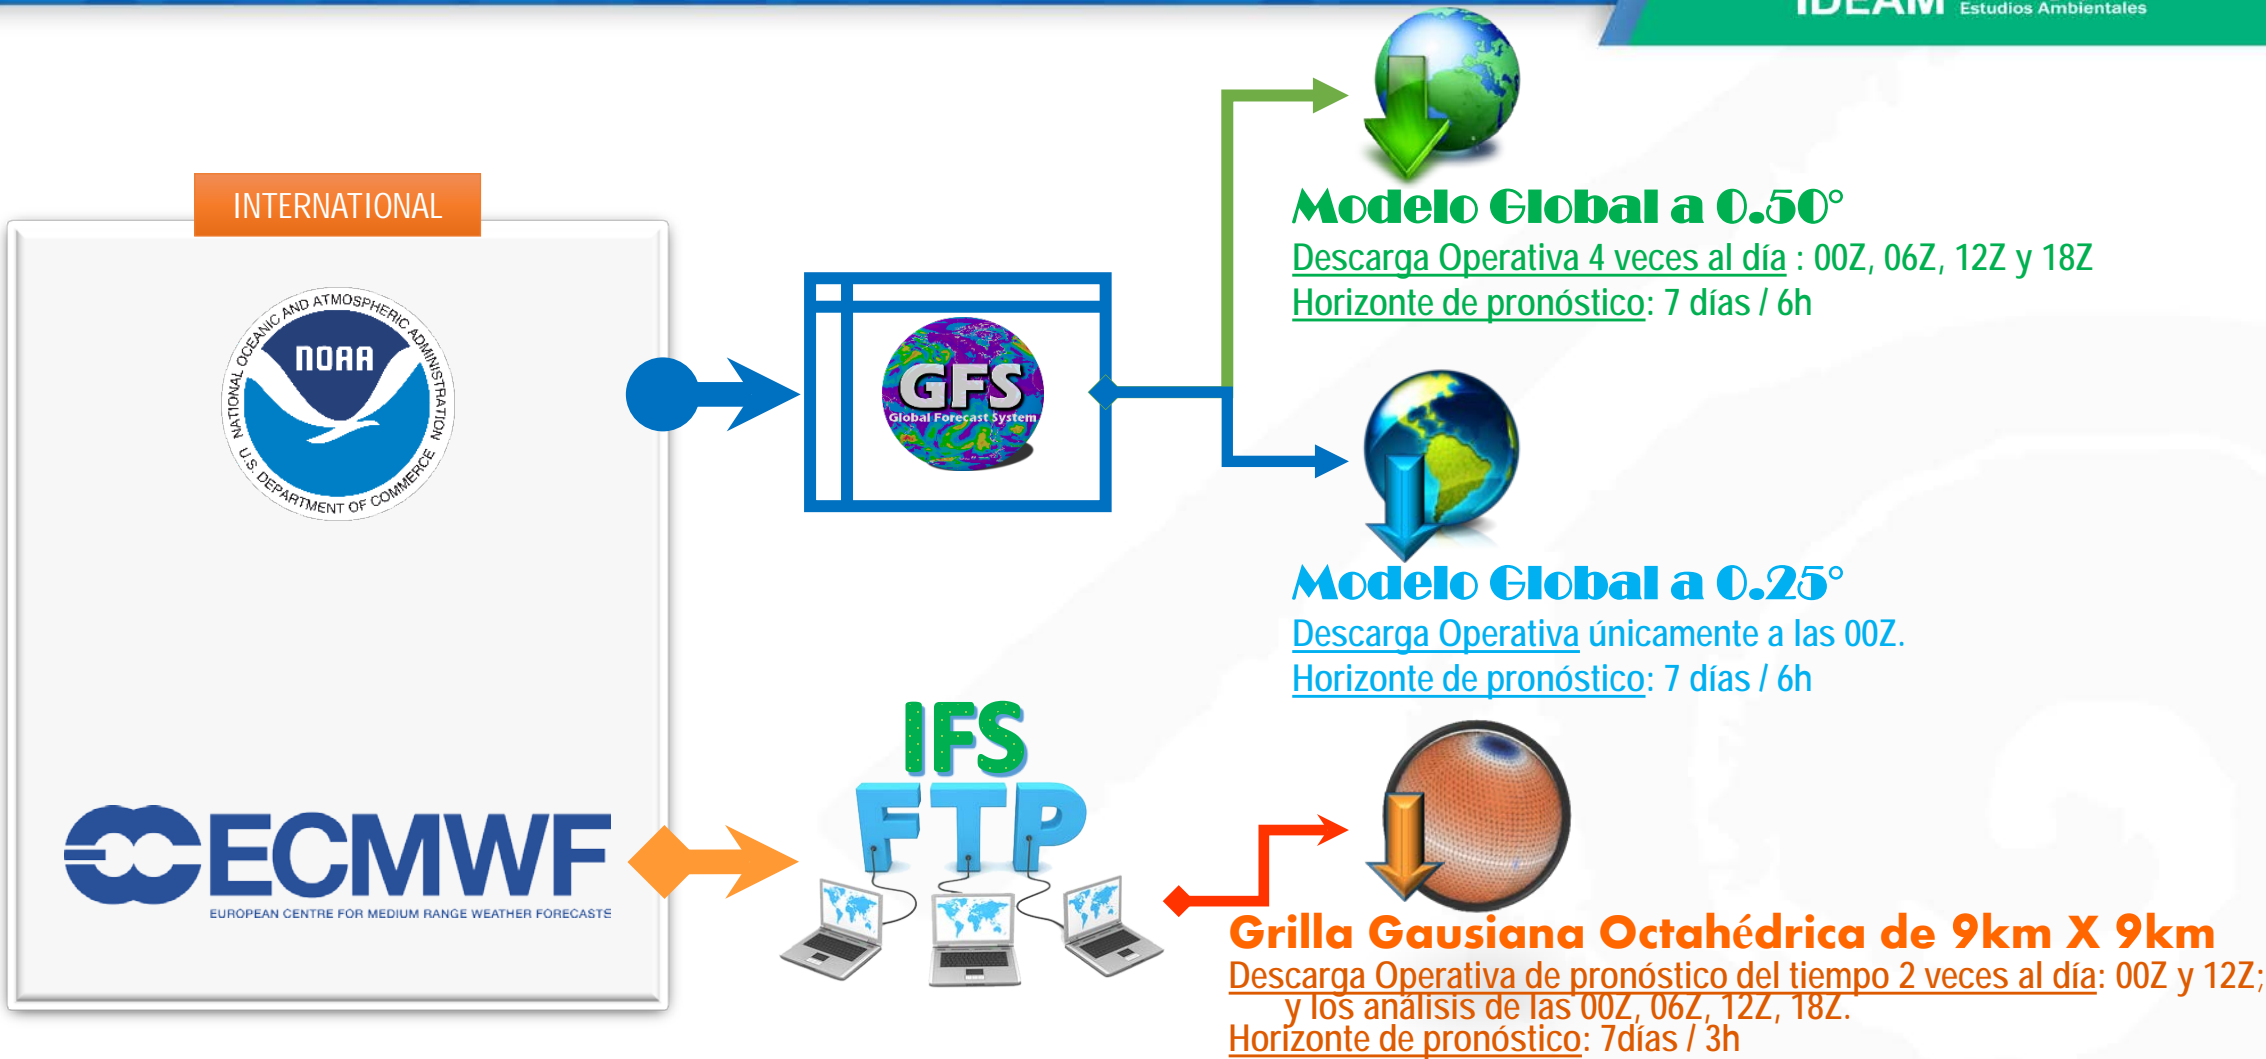 IDEAM
Estudios Ambientales
INTERNATIONAL
NATIONAL OCEANIC AND ATMOSPHERIC ADMINISTRATION
NOAA
U.S. DEPARTMENT OF COMMERCE
GFS
Global Forecast System
Modelo Global a 0.50°
Descarga Operativa 4 veces al día : 00Z, 06Z, 12Z y 18Z
Horizonte de pronóstico: 7 días / 6h
Modelo Global a 0.25°
Descarga Operativa únicamente a las 00Z.
Horizonte de pronóstico: 7 días / 6h
ECMWF
EUROPEAN CENTRE FOR MEDIUM RANGE WEATHER FORECASTS
IFS
FTP
Grilla Gausiana Octahédrica de 9km X 9km
Descarga Operativa de pronóstico del tiempo 2 veces al día: 00Z y 12Z;
y los análisis de las 00Z, 06Z, 12Z, 18Z.
Horizonte de pronóstico: 7días / 3h